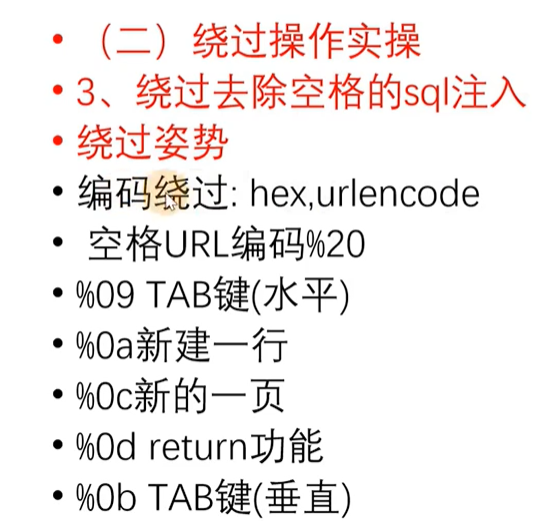 • （二）绕过操作实操
• 3、绕过去除空格的sql注入
• 绕过姿势
• 编码绕过: hex,urlencode
• 空格URL编码%20
• %09 TAB键(水平)
• %0a新建一行
• %0c新的一页
• %0d return功能
• %0b TAB键(垂直)